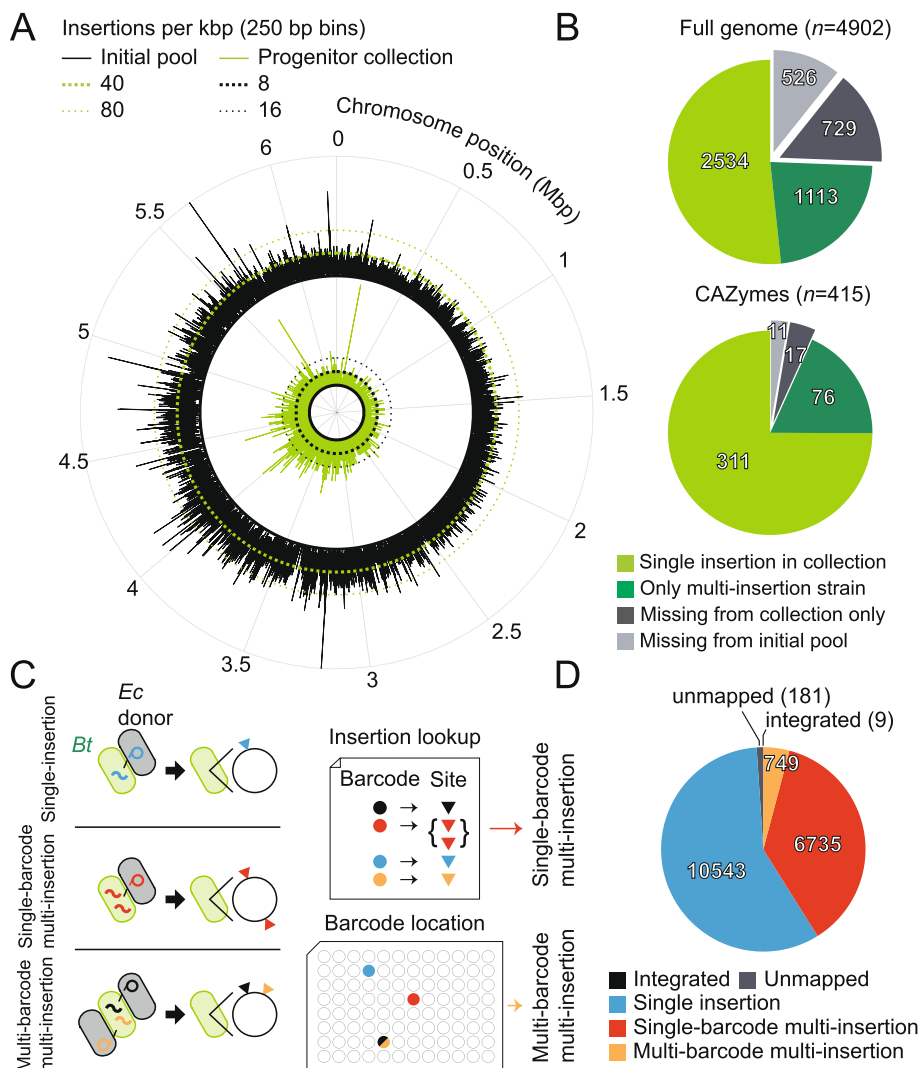 A
Insertions per kbp (250 bp bins)
Initial pool
Progenitor collection
40
8
80
16
Chromosome position (Mbp)
0
0.5
1
1.5
2
2.5
3
3.5
4
4.5
5
5.5
6
B
Full genome (n=4902)
526
729
2534
1113
CAZymes (n=415)
11
17
76
311
Single insertion in collection
Only multi-insertion strain
Missing from collection only
Missing from initial pool
C
Ec
donor
Bt
Single-insertion
Single-barcode
multi-insertion
Multi-barcode
multi-insertion
Insertion lookup
Barcode → Site
→
→
{ }
→
→
Single-barcode
multi-insertion
Barcode location
Multi-barcode
multi-insertion
D
unmapped (181)
integrated (9)
749
6735
10543
Integrated
Unmapped
Single insertion
Single-barcode multi-insertion
Multi-barcode multi-insertion